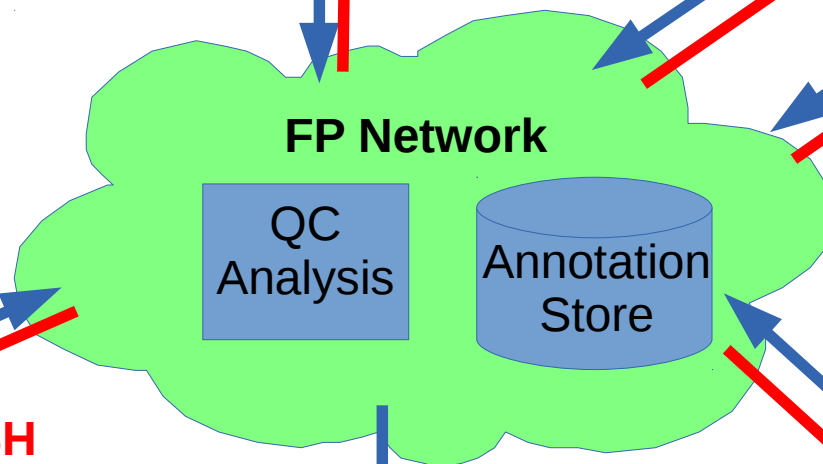 FP Network
QC
Analysis
Annotation
Store
H